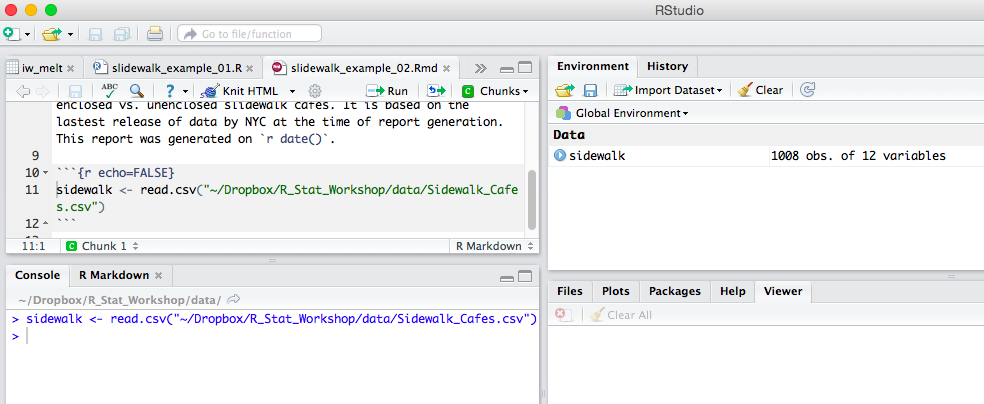 RStudio
Go to file/function
iw_melt slidewalk_example_01.R slidewalk_example_02.Rmd
ABC ? Knit HTML Run Chunks
enclosed vs. unenclosed slidewalk cafes. It is based on the
lastest release of data by NYC at the time of report generation.
This report was generated on `r date()`.
9
10 ```{r echo=FALSE}
11 sidewalk <- read.csv("~/Dropbox/R_Stat_Workshop/data/Sidewalk_Cafe
s.csv")
12 ```
11:1 C Chunk 1 R Markdown
Console R Markdown
~/Dropbox/R_Stat_Workshop/data/
> sidewalk <- read.csv("~/Dropbox/R_Stat_Workshop/data/Sidewalk_Cafes.csv")
>
Environment History
Import Dataset Clear
Global Environment
Data
sidewalk 1008 obs. of 12 variables
Files Plots Packages Help Viewer
Clear All